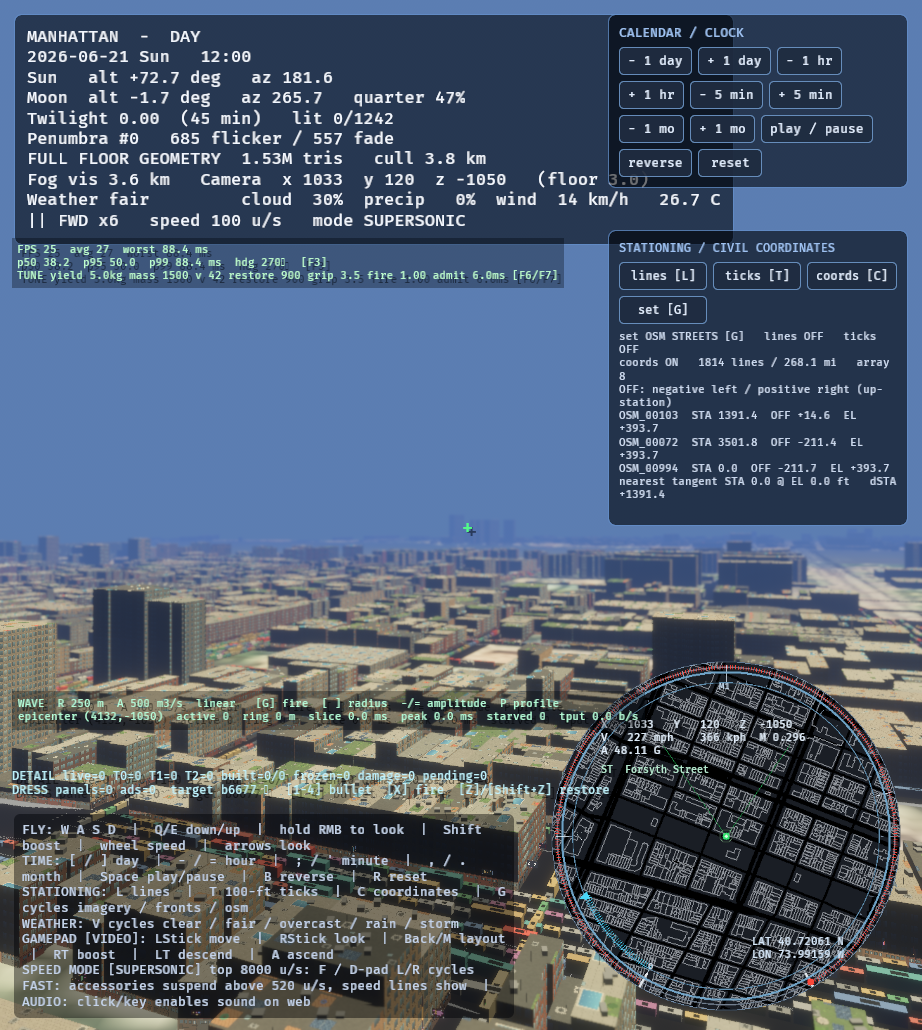 MANHATTAN - DAY
2026-06-21 Sun 12:00
Sun alt +72.7 deg az 181.6
Moon alt -1.7 deg az 265.7 quarter 47%
Twilight 0.00 (45 min) lit 0/1242
Penumbra #0 685 flicker / 557 fade
FULL FLOOR GEOMETRY 1.53M tris cull 3.8 km
Fog vis 3.6 km Camera x 1033 y 120 z -1050 (floor 3.0)
Weather fair cloud 30% precip 0% wind 14 km/h 26.7 C
|| FWD x6 speed 100 u/s mode SUPERSONIC
FPS 25 avg 27 worst 88.4 ms
p50 38.2 p95 50.0 p99 88.4 ms hdg 270 [F3]
TUNE yield 5.0kg mass 1500 v 42 restore 900 grip 3.5 fire 1.00 admit 6.0ms [F6/F7]
CALENDAR / CLOCK
- 1 day + 1 day - 1 hr
+ 1 hr - 5 min + 5 min
- 1 mo + 1 mo play / pause
reverse reset
STATIONING / CIVIL COORDINATES
lines [L] ticks [T] coords [C]
set [G]
set OSM STREETS [G] lines OFF ticks
OFF
coords ON 1814 lines / 268.1 mi array
8
OFF: negative left / positive right (up-
station)
OSM_00103 STA 1391.4 OFF +14.6 EL
+393.7
OSM_00072 STA 3501.8 OFF -211.4 EL
+393.7
OSM_00994 STA 0.0 OFF -211.7 EL +393.7
nearest tangent STA 0.0 @ EL 0.0 ft dSTA
+1391.4
WAVE R 250 m A 500 m3/s linear [G] fire [ ] radius -/= amplitude P profile
epicenter (4132,-1050) active 0 ring 0 m slice 0.0 ms peak 0.0 ms starved 0 tput 0.0 b/s
DETAIL live=0 T0=0 T1=0 T2=0 built=0/0 frozen=0 damage=0 pending=0
DRESS panels=0 ads=0 target b6677 [1-4] bullet [X] fire [Z]/[Shift+Z] restore
FLY: W A S D | Q/E down/up | hold RMB to look | Shift
boost | wheel speed | arrows look
TIME: [ / ] day | - / = hour | ; / ' minute | , / .
month | Space play/pause | B reverse | R reset
STATIONING: L lines | T 100-ft ticks | C coordinates | G
cycles imagery / fronts / osm
WEATHER: V cycles clear / fair / overcast / rain / storm
GAMEPAD [VIDEO]: LStick move | RStick look | Back/M layout
| RT boost | LT descend | A ascend
SPEED MODE [SUPERSONIC] top 8000 u/s: F / D-pad L/R cycles
FAST: accessories suspend above 520 u/s, speed lines show |
AUDIO: click/key enables sound on web
1033 Y 120 Z -1050
V 227 mph 366 kph M 0.296
A 48.11 G
ST Forsyth Street
LAT 40.72061 N
LON 73.99159 W